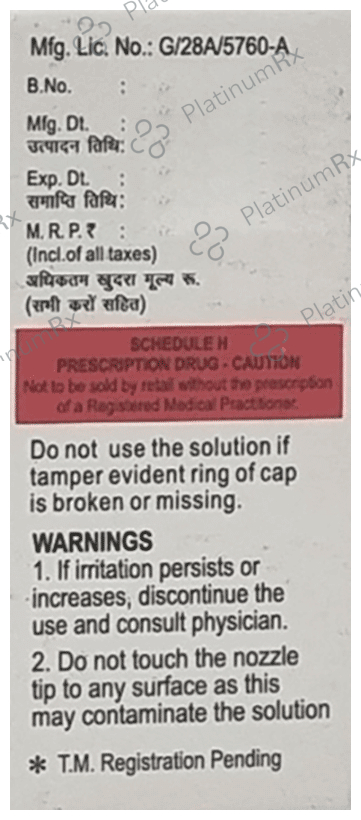 Mfg. Lic. No.: G/28A/5760-A
B.No. :
Mfg. Dt. :
उत्पादन तिथि:
Exp. Dt. :
समाप्ति तिथि:
M. R. P. ₹ :
(Incl.of all taxes)
अधिकतम खुदरा मूल्य रू.
(सभी करों सहित)
SCHEDULE H
PRESCRIPTION DRUG - CAUTION
Not to be sold by retail without the prescription
of a Registered Medical Practitioner.
Do not use the solution if
tamper evident ring of cap
is broken or missing.
WARNINGS
1. If irritation persists or
increases, discontinue the
use and consult physician.
2. Do not touch the nozzle
tip to any surface as this
may contaminate the solution
* T.M. Registration Pending
PlatinumRx
PlatinumRx